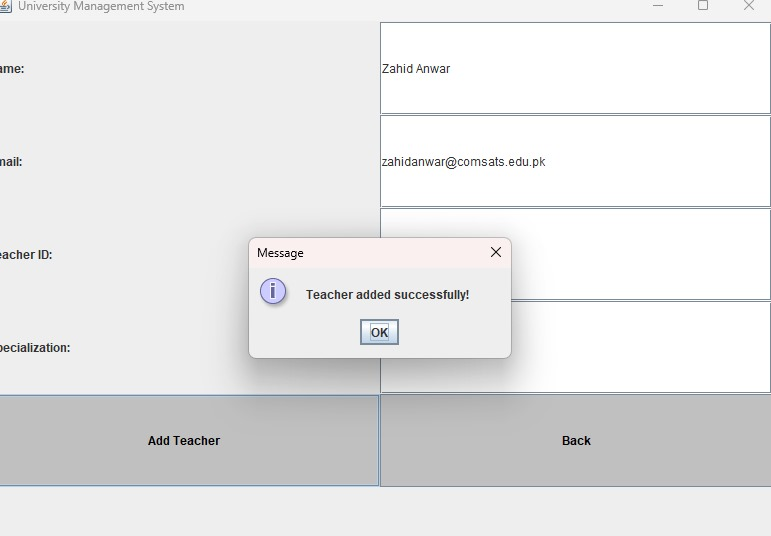 University Management System
ame:
Zahid Anwar
mail:
zahidanwar@comsats.edu.pk
eacher ID:
Message
Teacher added successfully!
OK
pecialization:
Add Teacher
Back